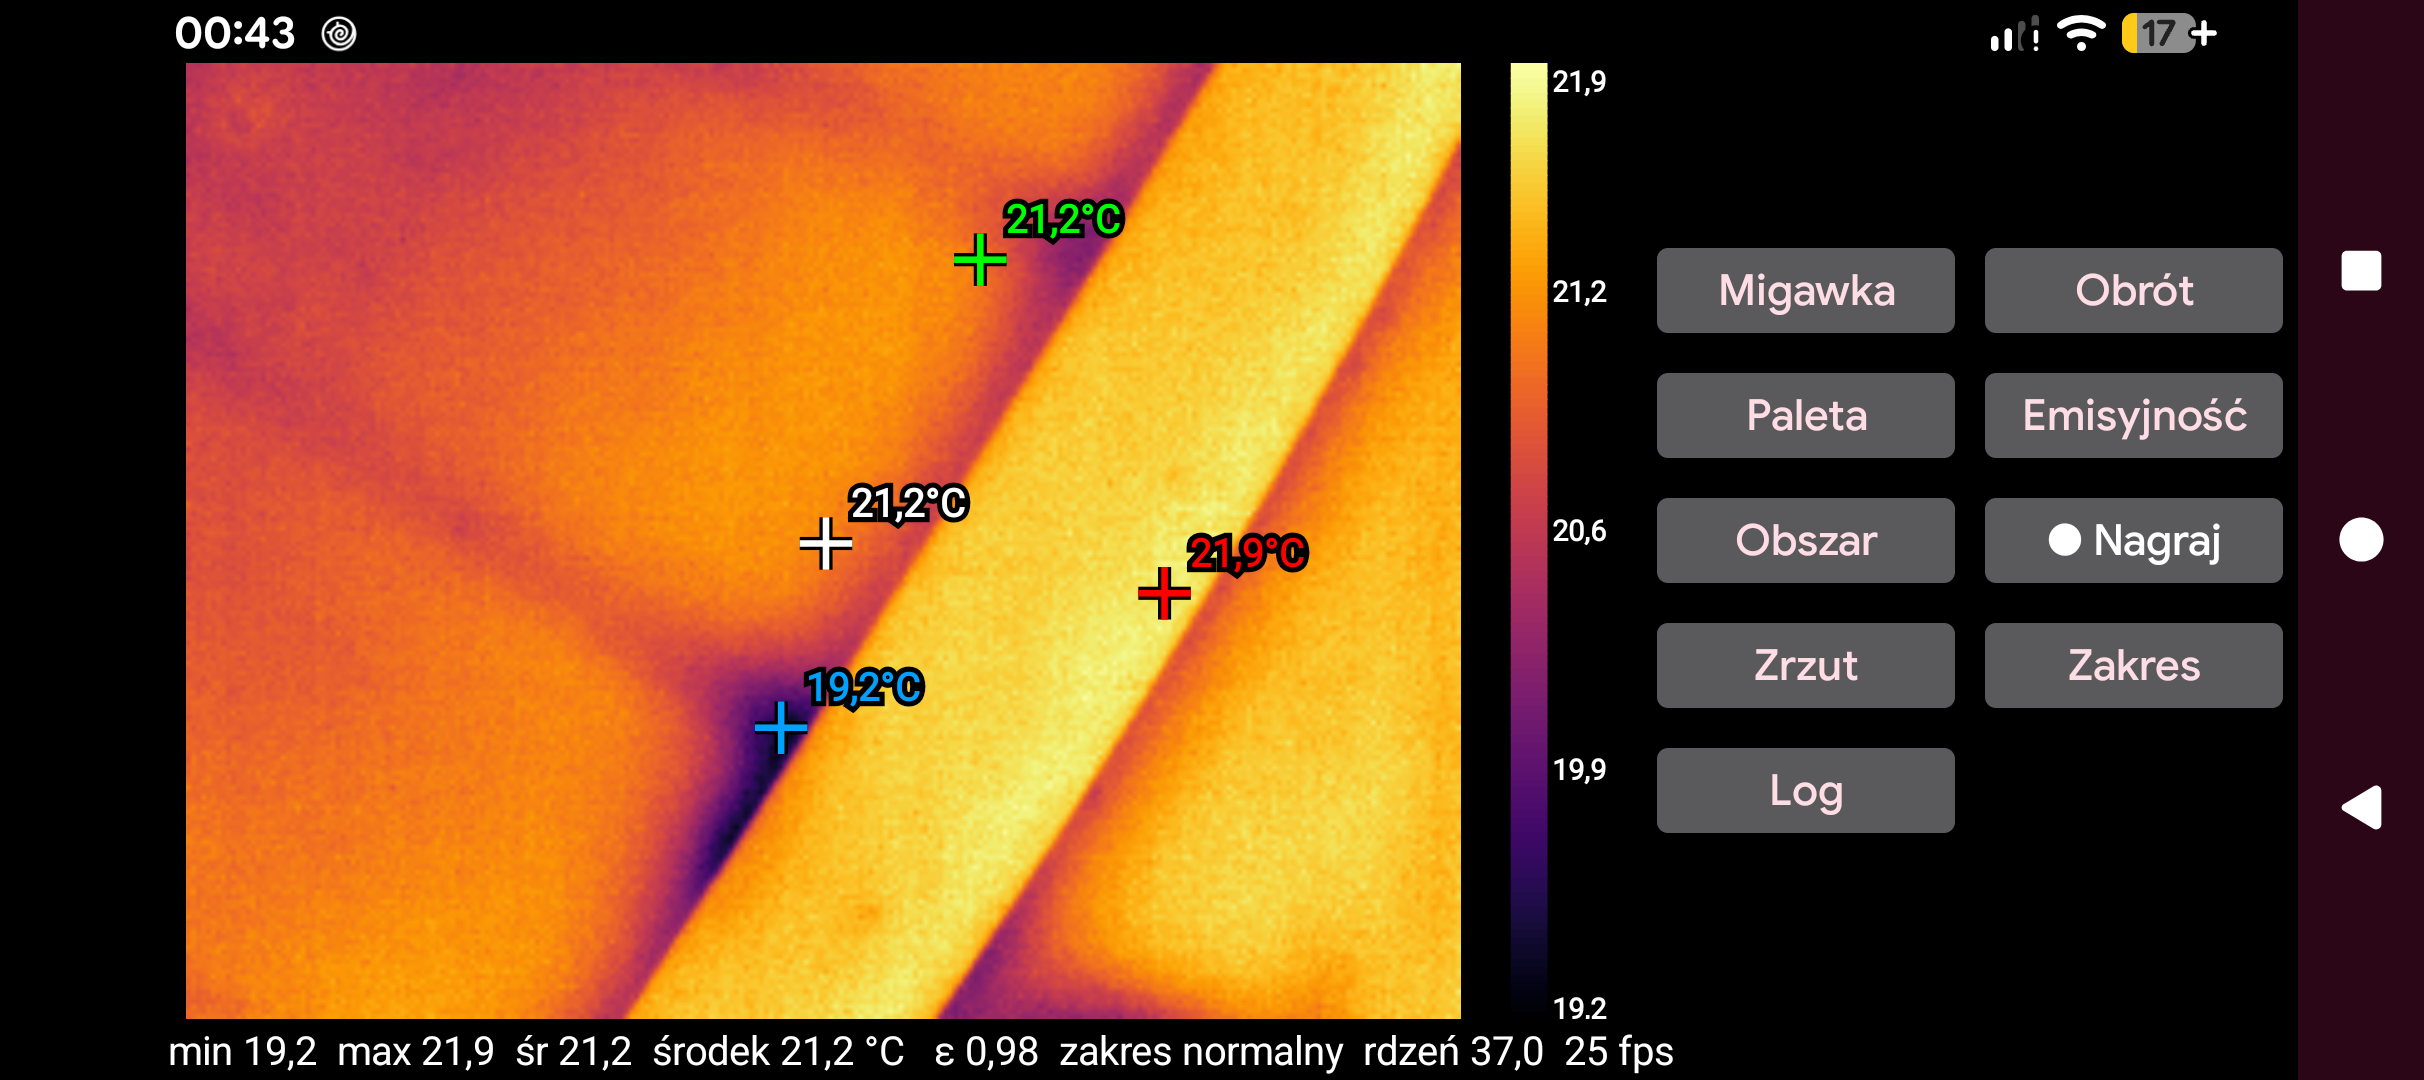 00:43
17
21,9
21,2°C
21,2
Migawka
Obrót
Paleta
Emisyjność
21,2°C
20,6
Obszar
Nagraj
21,9°C
19,2°C
Zrzut
Zakres
19,9
Log
19.2
min 19,2 max 21,9 śr 21,2 środek 21,2 °C ε 0,98 zakres normalny rdzeń 37,0 25 fps